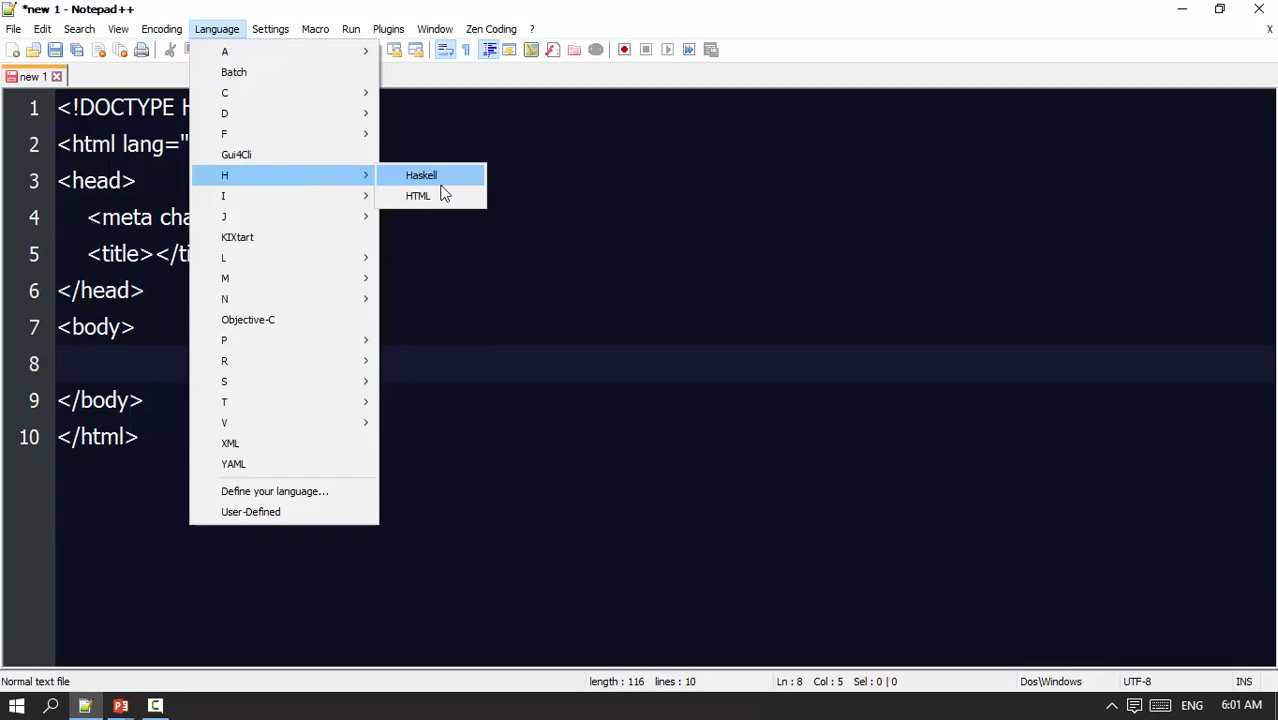 *new 1 - Notepad++
File Edit Search View Encoding Language Settings Macro Run Plugins Window Zen Coding ? X
new 1
A
Batch
C
D
F
Gui4Cli
H
Haskell
HTML
I
J
KIXtart
L
M
N
Objective-C
P
R
S
T
V
XML
YAML
Define your language...
User-Defined
1 <!DOCTYPE H
2 <html lang="
3 <head>
4 <meta cha
5 <title></ti
6 </head>
7 <body>
8
9 </body>
10 </html>
Normal text file length : 116 lines : 10 Ln : 8 Col : 5 Sel : 0 | 0 Dos\Windows UTF-8 INS
ENG 6:01 AM